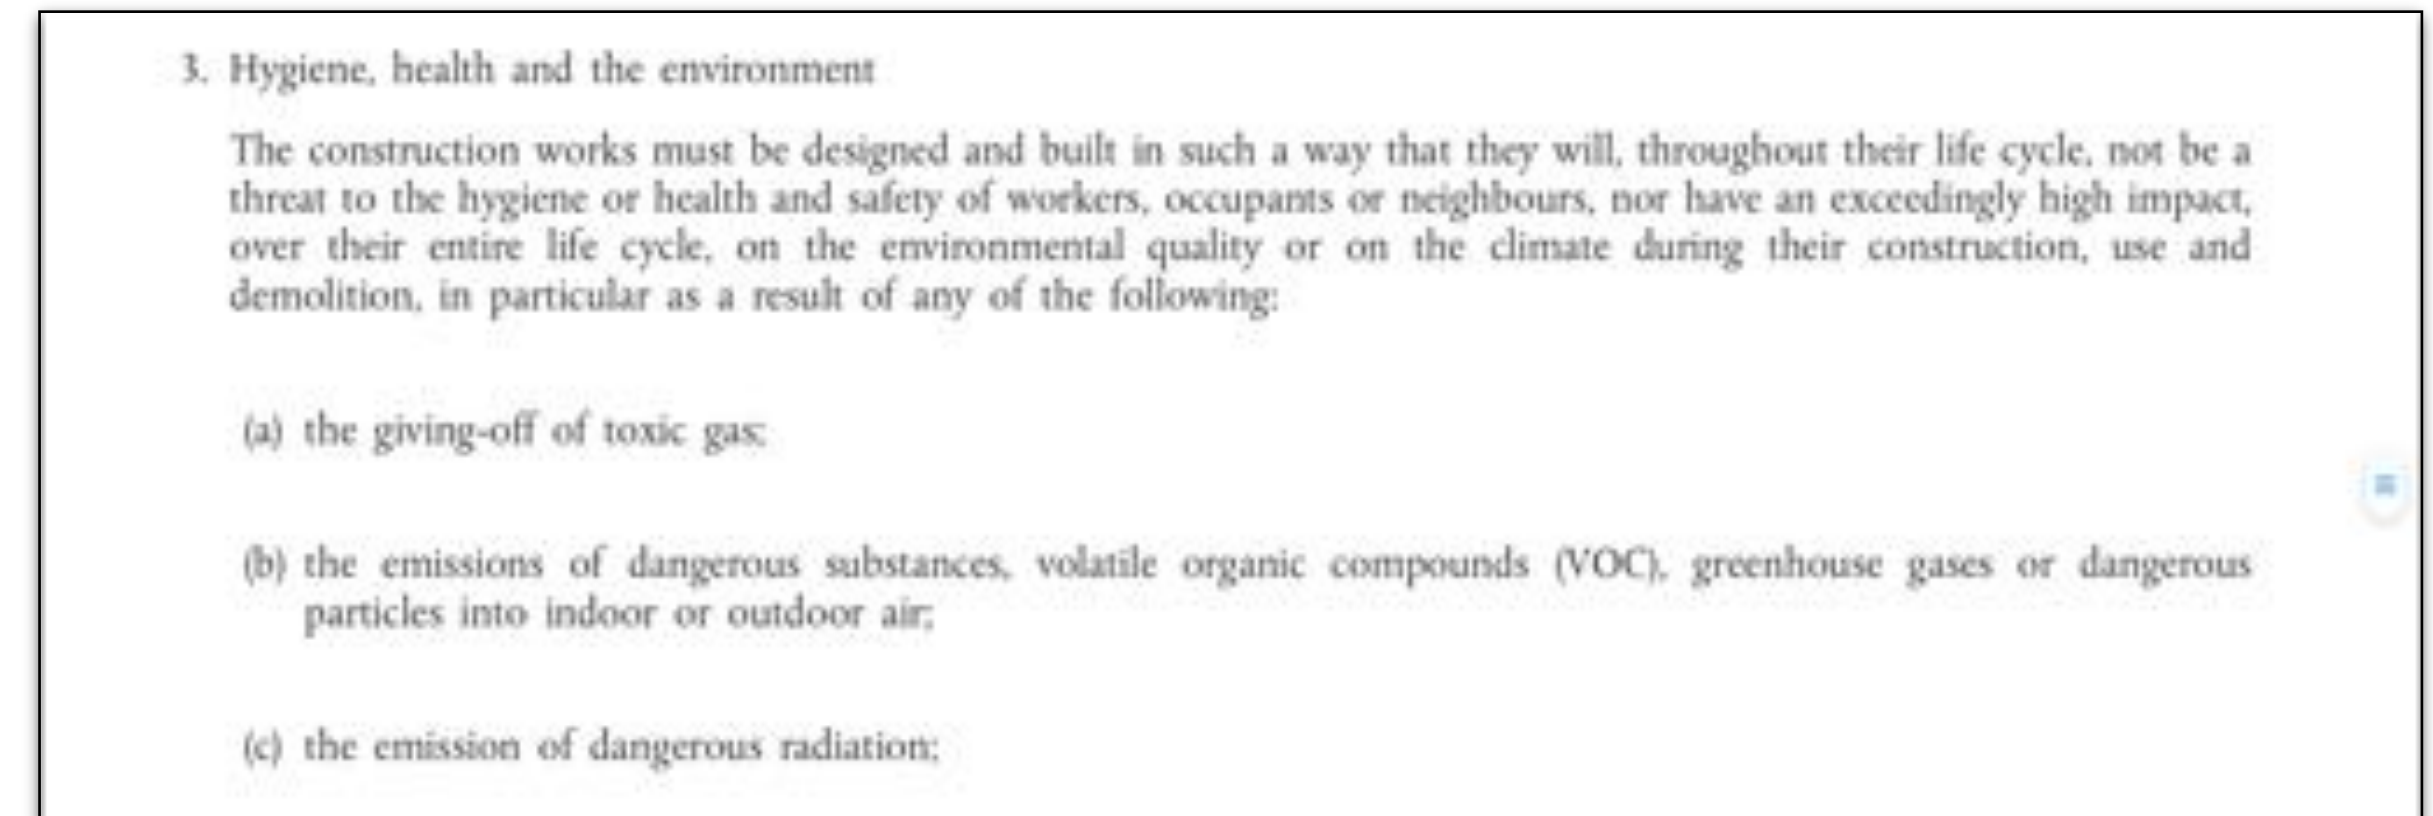 3. Hygiene, health and the environment
The construction works must be designed and built in such a way that they will, throughout their life cycle, not be a
threat to the hygiene or health and safety of workers, occupants or neighbours, nor have an exceedingly high impact,
over their entire life cycle, on the environmental quality or on the climate during their construction, use and
demolition, in particular as a result of any of the following:
(a) the giving-off of toxic gas;
(b) the emissions of dangerous substances, volatile organic compounds (VOC), greenhouse gases or dangerous
particles into indoor or outdoor air;
(c) the emission of dangerous radiation;